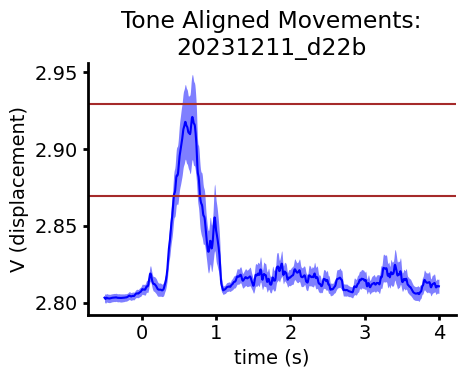 Tone Aligned Movements:
20231211_d22b
V (displacement)
2.95
2.90
2.85
2.80
0 1 2 3 4
time (s)